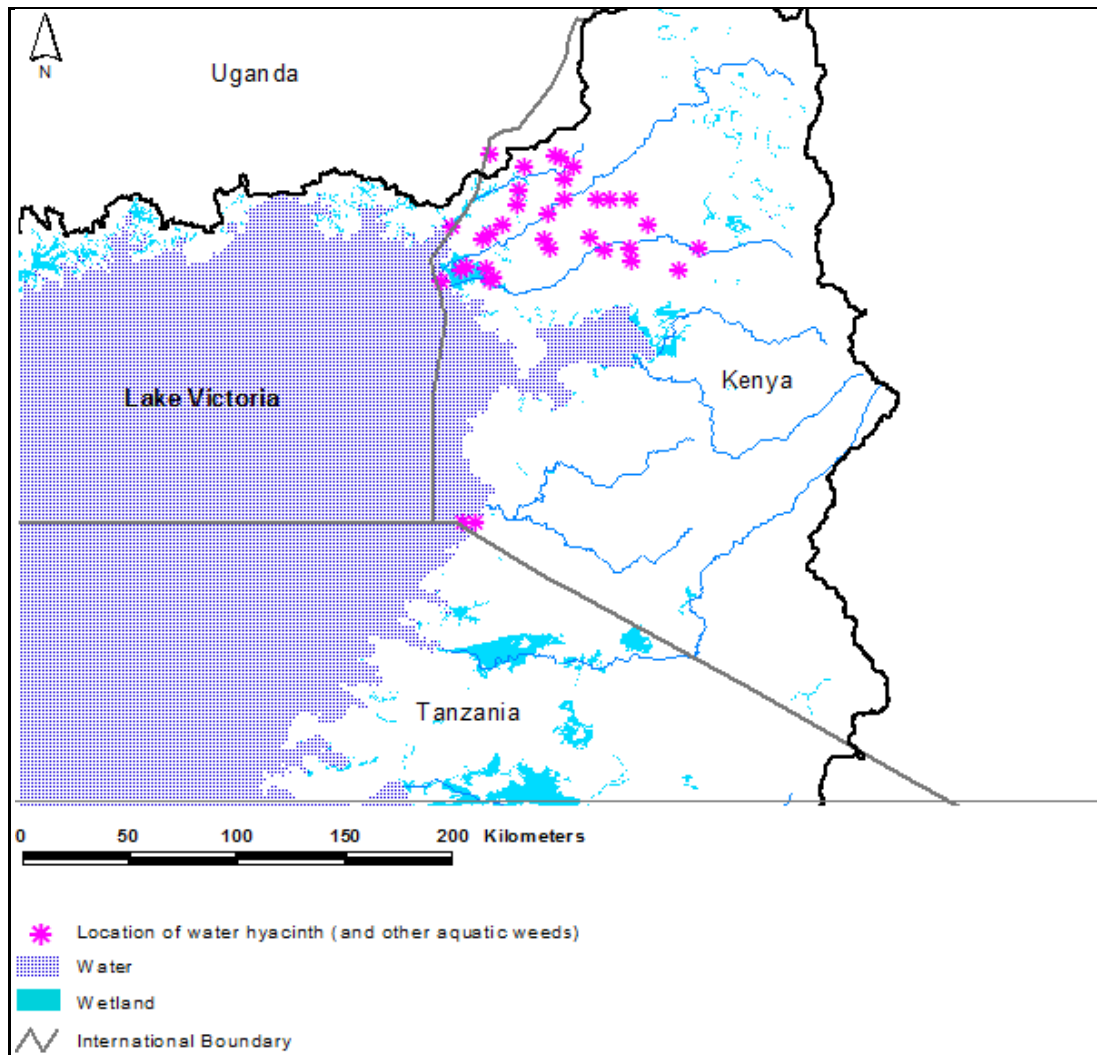 N
Uganda
Lake Victoria
Kenya
Tanzania
0 50 100 150 200 Kilometers
Location of water hyacinth (and other aquatic weeds)
Water
Wetland
International Boundary